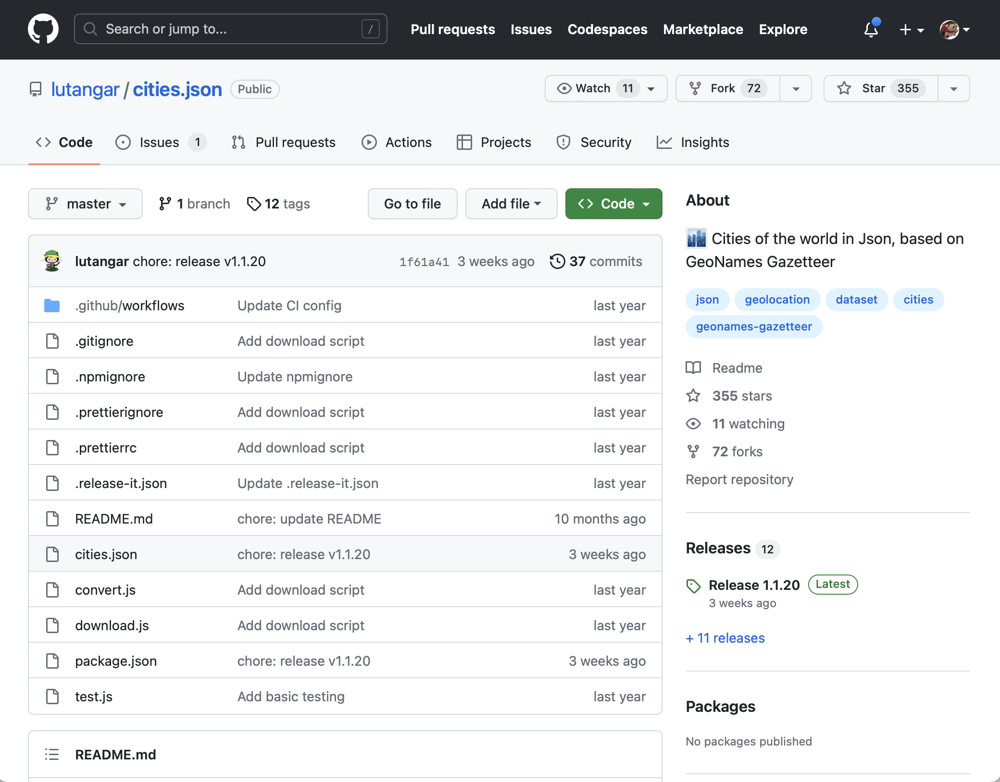 Search or jump to... /
Pull requests Issues Codespaces Marketplace Explore
lutangar / cities.json Public
Watch 11 Fork 72 Star 355
Code Issues 1 Pull requests Actions Projects Security Insights
master 1 branch 12 tags Go to file Add file Code
lutangar chore: release v1.1.20 1f61a41 3 weeks ago 37 commits
.github/workflows Update CI config last year
.gitignore Add download script last year
.npmignore Update npmignore last year
.prettierignore Add download script last year
.prettierrc Add download script last year
.release-it.json Update .release-it.json last year
README.md chore: update README 10 months ago
cities.json chore: release v1.1.20 3 weeks ago
convert.js Add download script last year
download.js Add download script last year
package.json chore: release v1.1.20 3 weeks ago
test.js Add basic testing last year
README.md
About
Cities of the world in Json, based on
GeoNames Gazetteer
json geolocation dataset cities
geonames-gazetteer
Readme
355 stars
11 watching
72 forks
Report repository
Releases 12
Release 1.1.20 Latest
3 weeks ago
+ 11 releases
Packages
No packages published